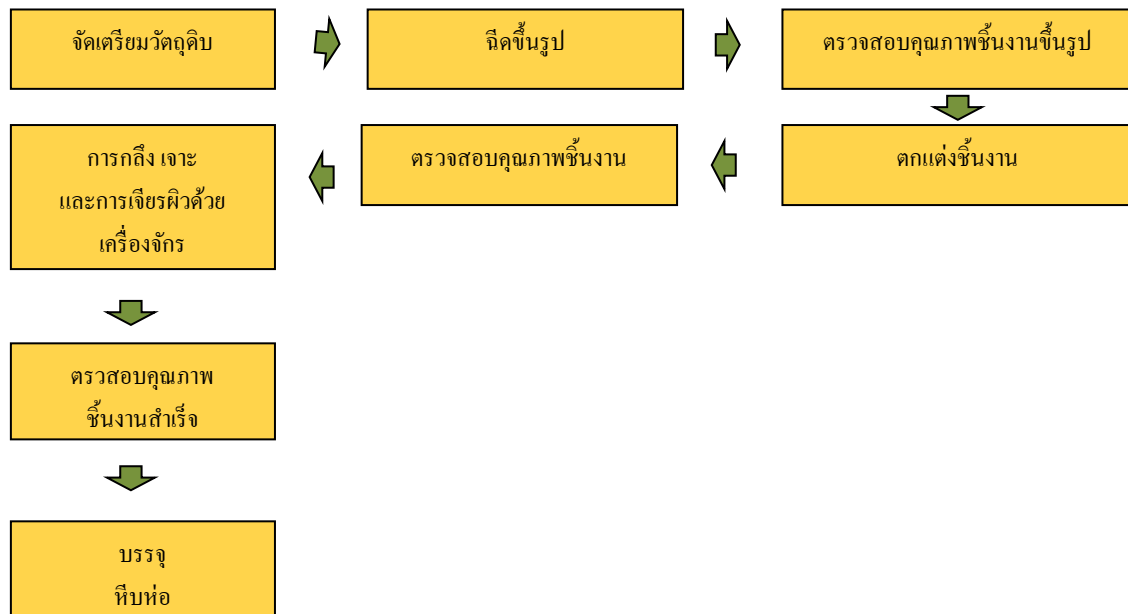 จัดเตรียมวัตถุดิบ
ฉีดขึ้นรูป
ตรวจสอบคุณภาพชิ้นงานขึ้นรูป
ตกแต่งชิ้นงาน
ตรวจสอบคุณภาพชิ้นงาน
การกลึง เจาะ
และการเจียรผิวด้วย
เครื่องจักร
ตรวสอบคุณภาพ
ชิ้นงานสำเร็จ
บรรจุ
หีบห่อ